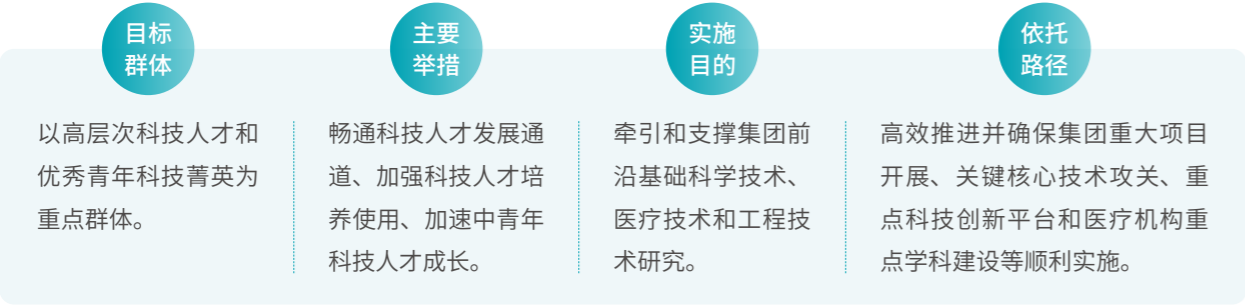 目标
群体
以高层次科技人才和
优秀青年科技菁英为
重点群体。
主要
举措
畅通科技人才发展通
道、加强科技人才培
养使用、加速中青年
科技人才成长。
实施
目的
牵引和支撑集团前
沿基础科学技术、
医疗技术和工程技
术研究。
依托
路径
高效推进并确保集团重大项目
开展、关键核心技术攻关、重
点科技创新平台和医疗机构重
点学科建设等顺利实施。